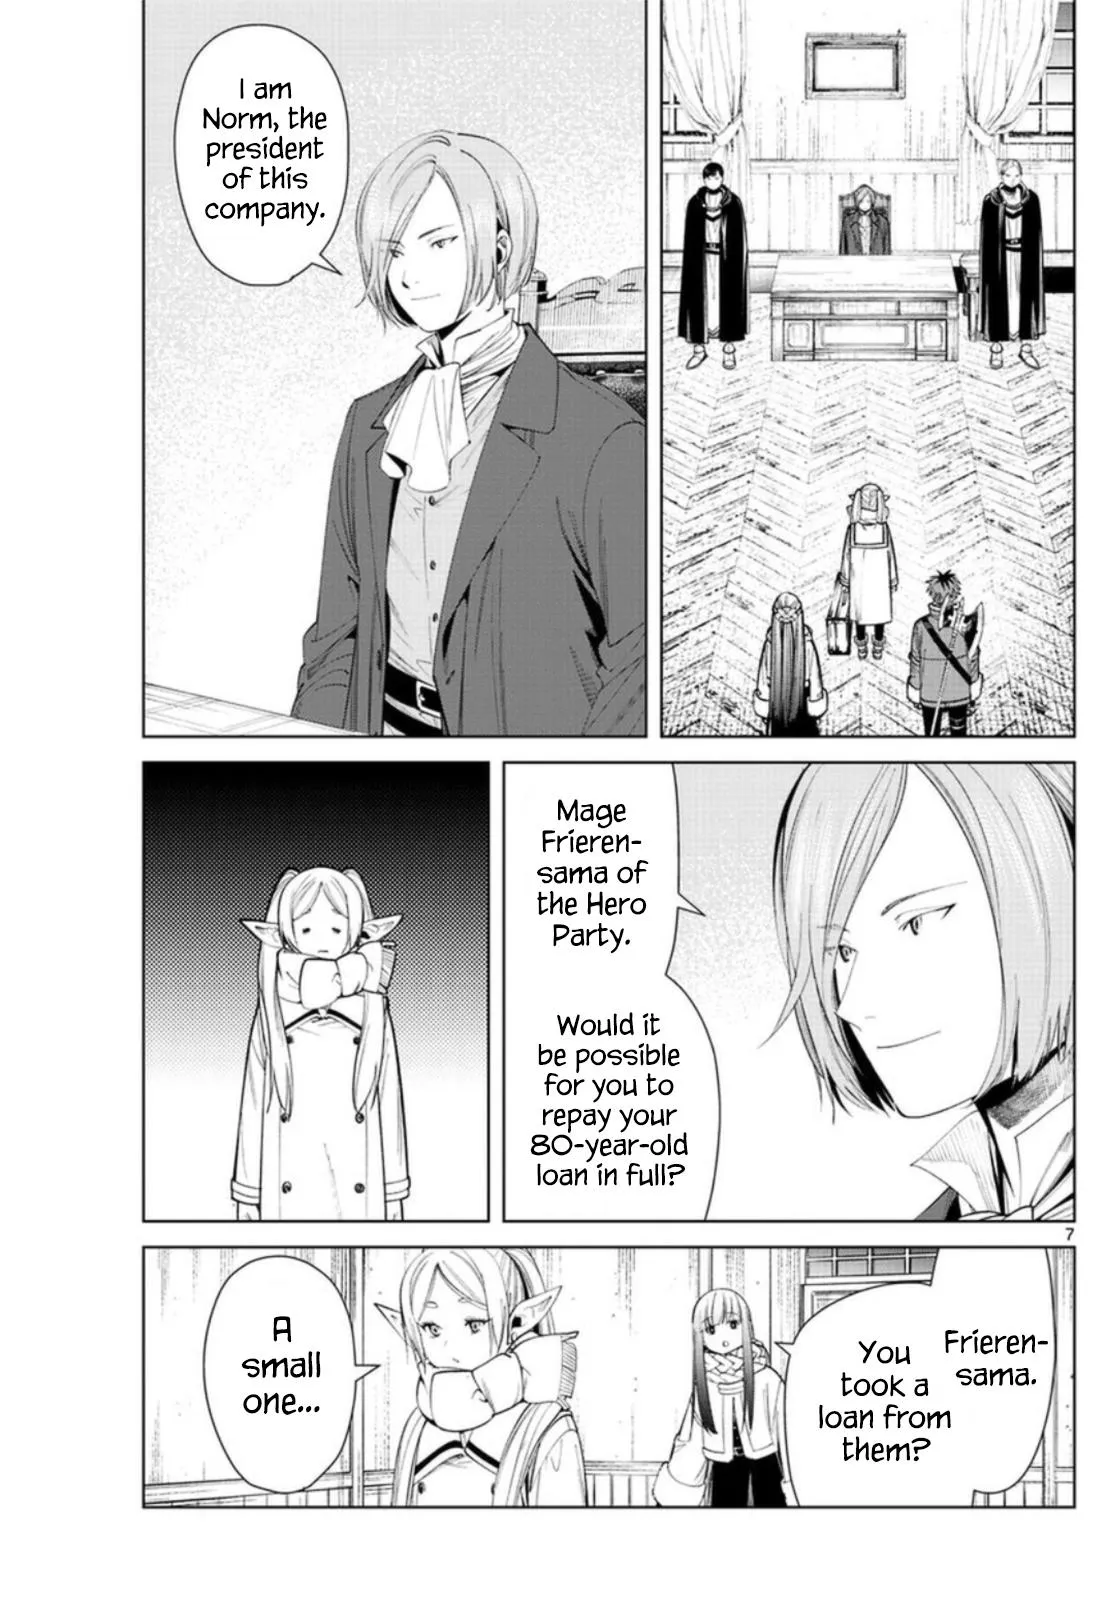 I am
Norm, the
president
of this
company.
Mage
Frieren-
sama of
the Hero
Party.
Would it
be possible
for you to
repay your
80-year-old
loan in full?
7
Frieren-
sama.
You
took a
loan from
them?
A
small
one...